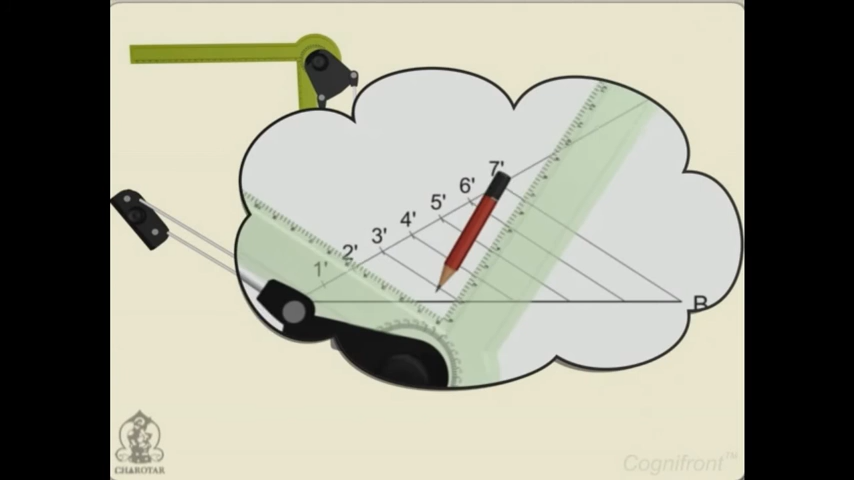 7'
6'
5'
4'
3'
2'
1'
B
CHAROTAR
Cognifront™